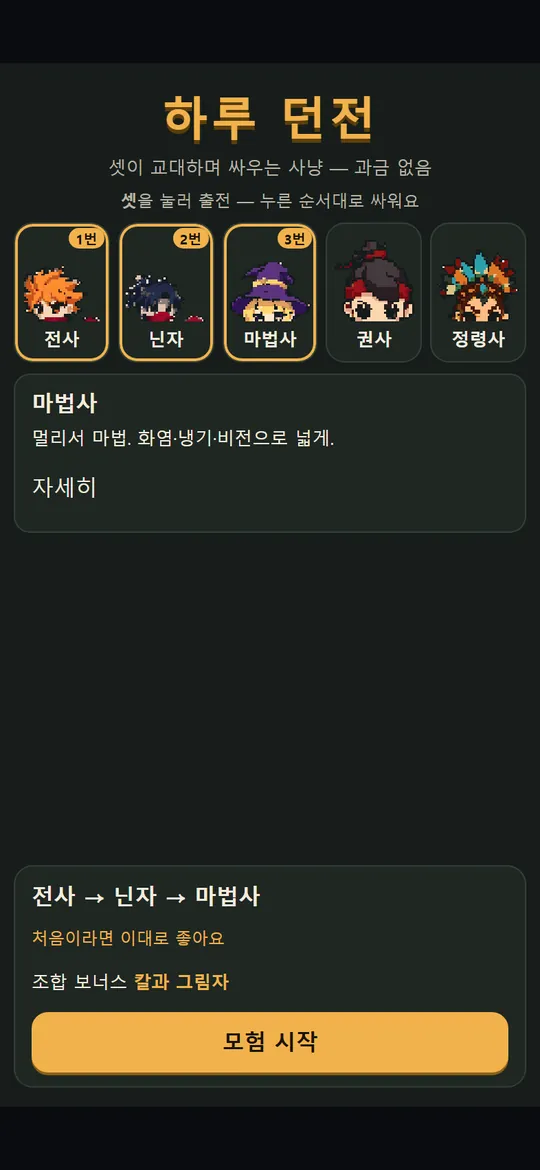 하루 던전
셋이 교대하며 싸우는 사냥 — 과금 없음
셋을 눌러 출전 — 누른 순서대로 싸워요
1번 2번 3번
전사 닌자 마법사 권사 정령사
마법사
멀리서 마법. 화염·냉기·비전으로 넓게.
자세히
전사 → 닌자 → 마법사
처음이라면 이대로 좋아요
조합 보너스 칼과 그림자
모험 시작